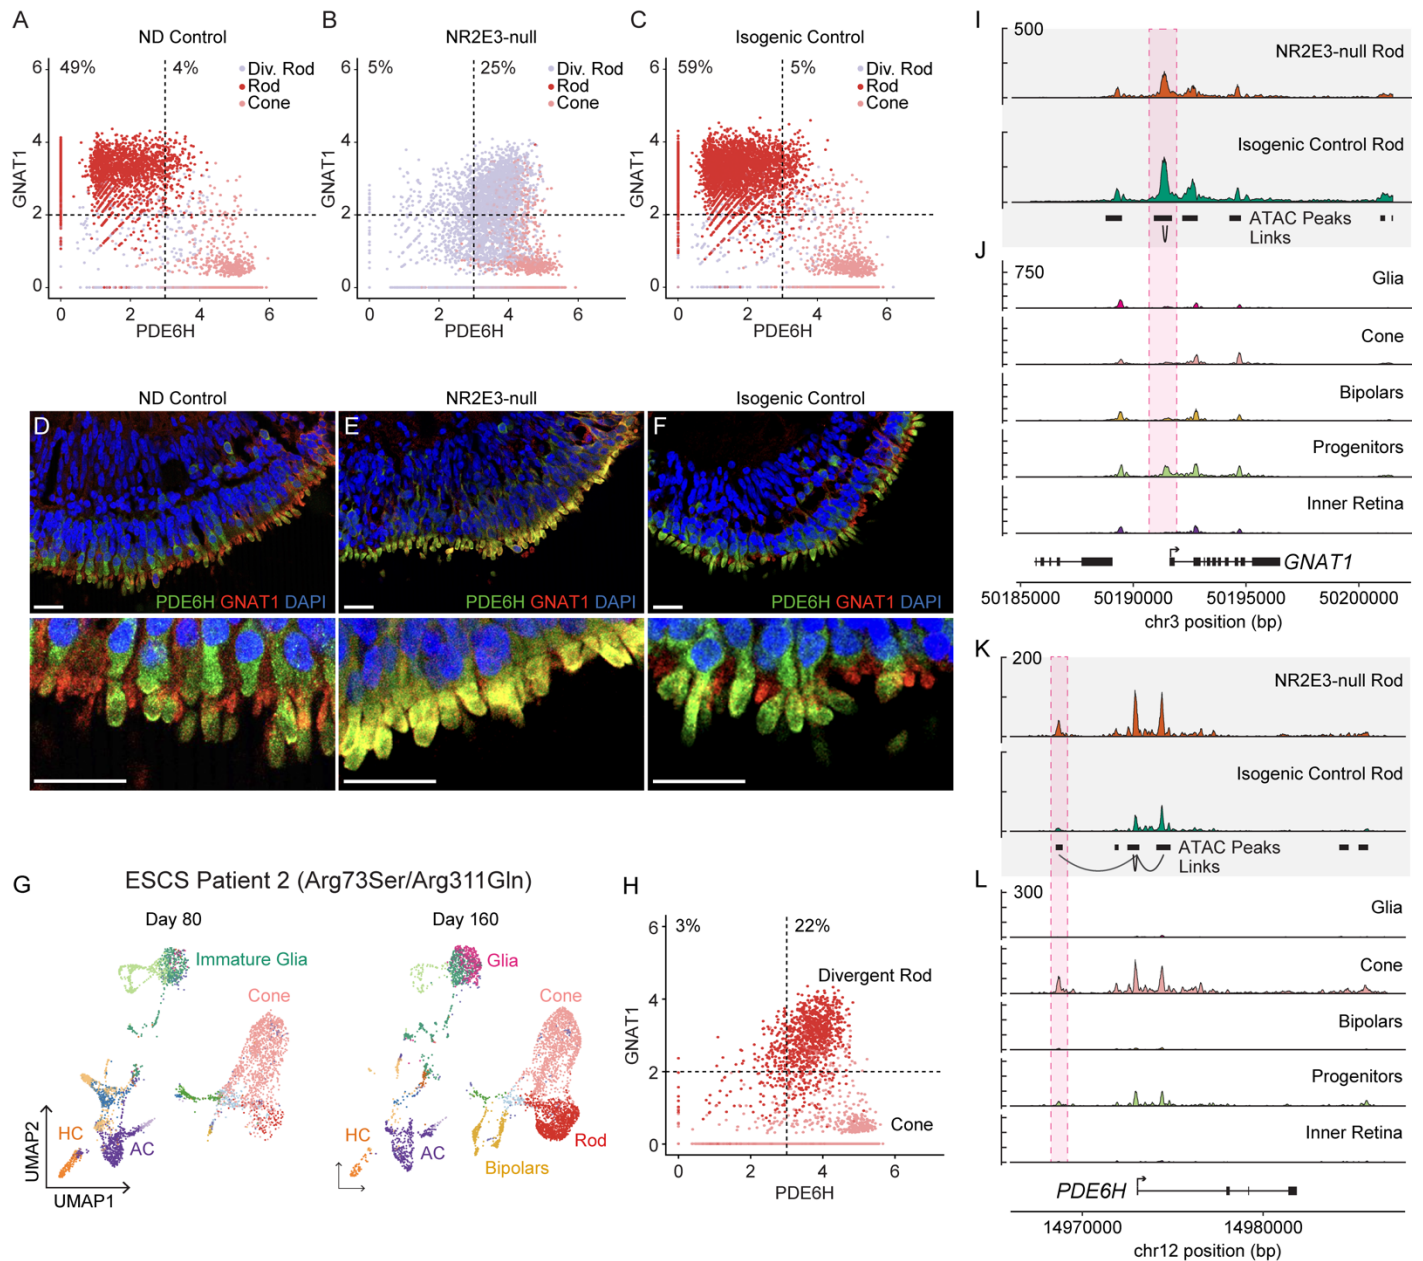 A
ND Control
49%
4%
Div. Rod
Rod
Cone
GNAT1
6
4
2
0
0
2
4
6
PDE6H
B
NR2E3-null
5%
25%
Div. Rod
Rod
Cone
GNAT1
6
4
2
0
0
2
4
6
PDE6H
C
Isogenic Control
59%
5%
Div. Rod
Rod
Cone
GNAT1
6
4
2
0
0
2
4
6
PDE6H
ND Control
D
PDE6H GNAT1 DAPI
NR2E3-null
E
PDE6H GNAT1 DAPI
Isogenic Control
F
PDE6H GNAT1 DAPI
G
ESCS Patient 2 (Arg73Ser/Arg311Gln)
Day 80
Immature Glia
Cone
HC
AC
UMAP2
UMAP1
Day 160
Glia
Cone
HC
AC
Bipolars
Rod
H
3%
22%
Divergent Rod
Cone
GNAT1
6
4
2
0
0
2
4
6
PDE6H
I
500
NR2E3-null Rod
Isogenic Control Rod
ATAC Peaks
Links
J
750
Glia
Cone
Bipolars
Progenitors
Inner Retina
GNAT1
50185000 50190000 50195000 50200000
chr3 position (bp)
K
200
NR2E3-null Rod
Isogenic Control Rod
ATAC Peaks
Links
L
300
Glia
Cone
Bipolars
Progenitors
Inner Retina
PDE6H
14970000 14980000
chr12 position (bp)